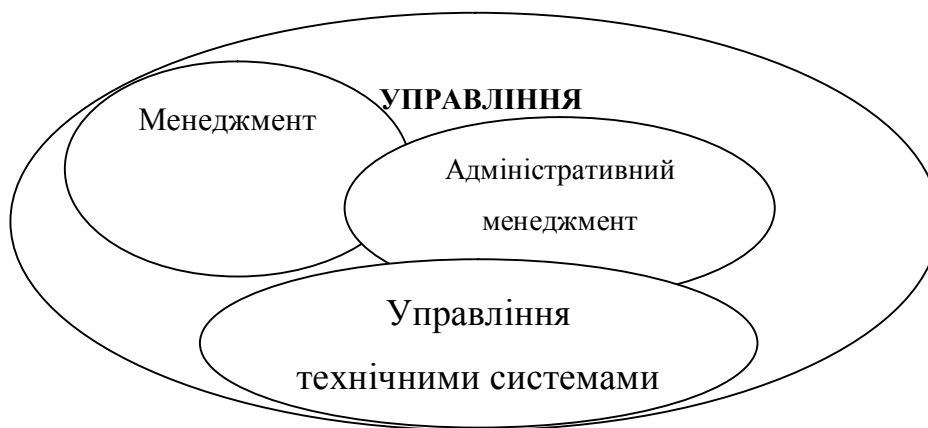 УПРАВЛІННЯ
Менеджмент
Адміністративний
менеджмент
Управління
технічними системами